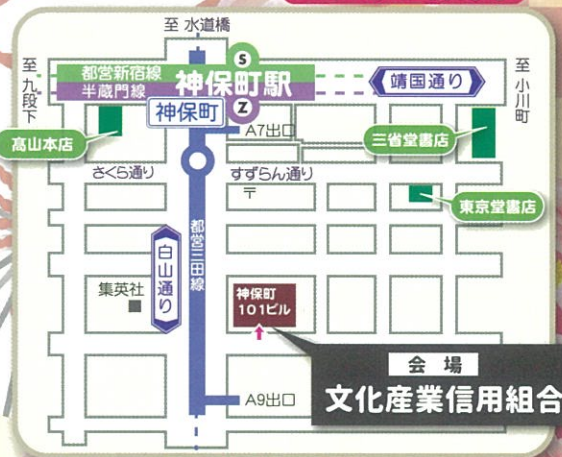 至 水道橋
至 九段下
都営新宿線
半蔵門線
神保町駅
S
Z
靖国通り
至 小川町
神保町
A7出口
髙山本店
三省堂書店
さくら通り
すずらん通り
〒
東京堂書店
都営三田線
白山通り
集英社
神保町
101ビル
会場
文化産業信用組合
A9出口